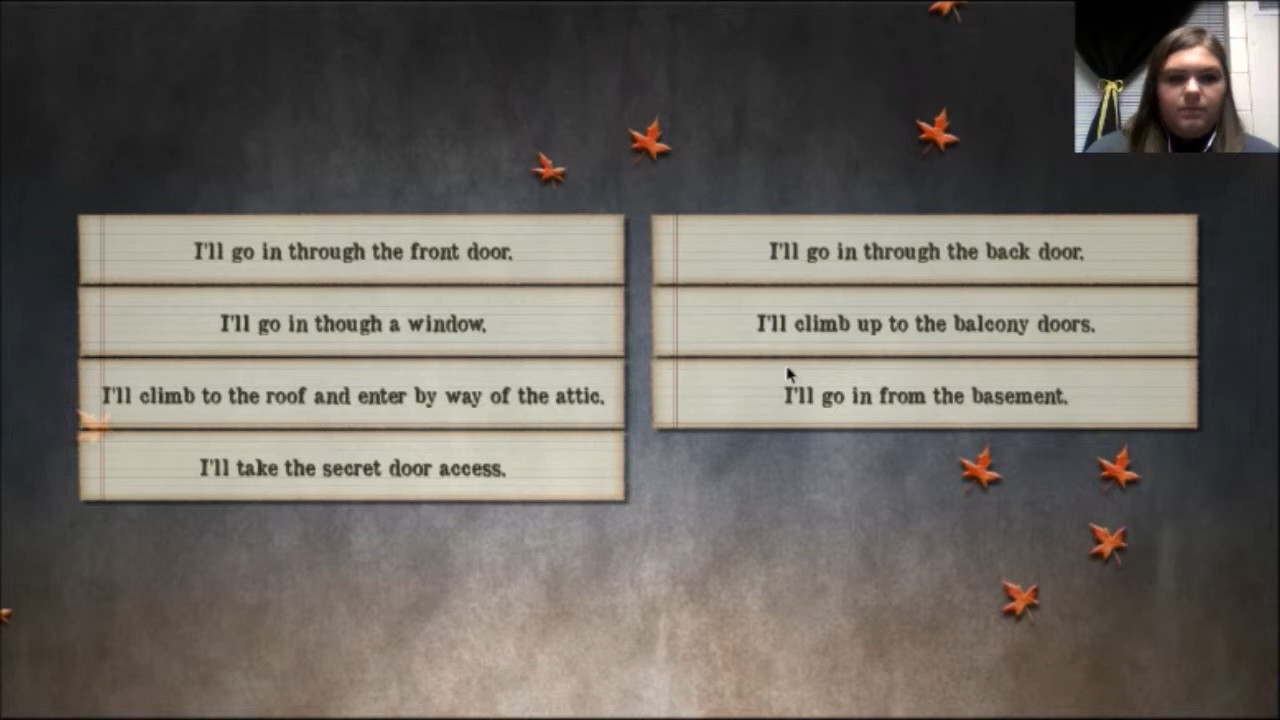 I'll go in through the front door.
I'll go in though a window.
I'll climb to the roof and enter by way of the attic.
I'll take the secret door access.
I'll go in through the back door.
I'll climb up to the balcony doors.
I'll go in from the basement.